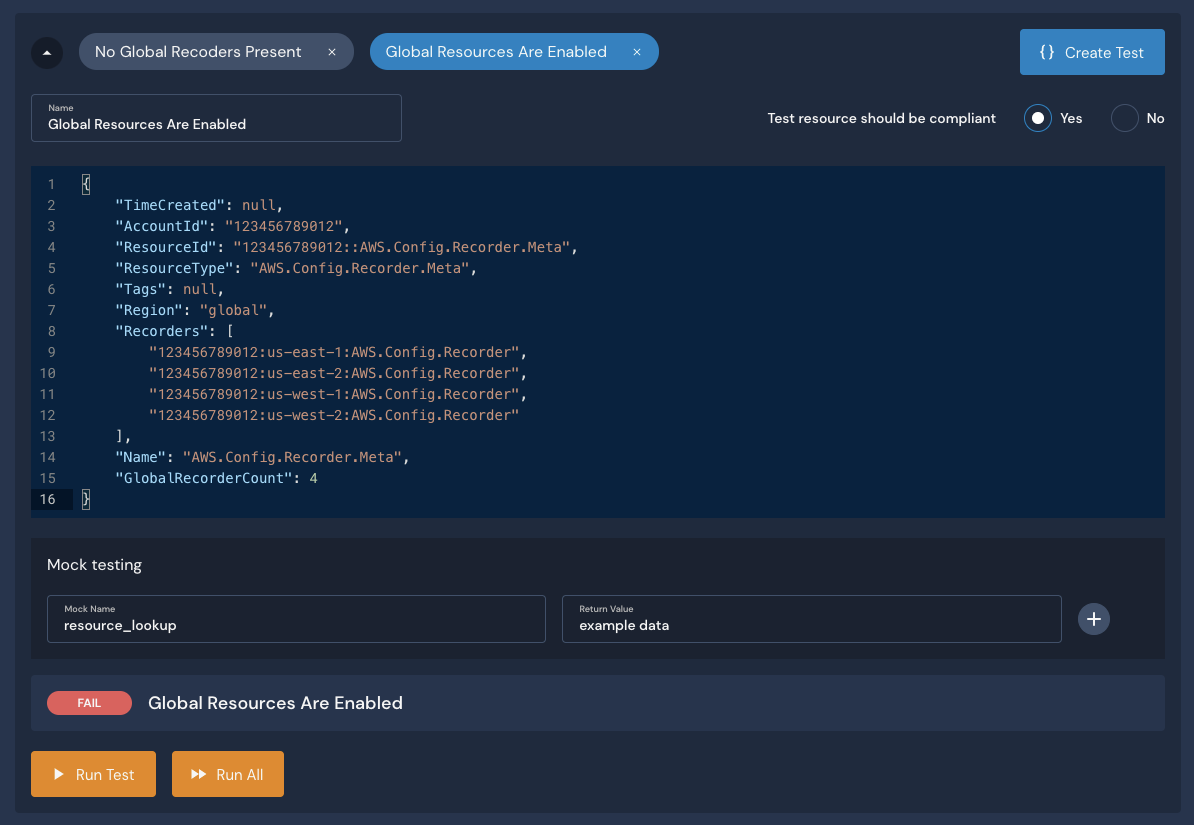 No Global Recoders Present ×
Global Resources Are Enabled ×
{} Create Test
Name
Global Resources Are Enabled
Test resource should be compliant
Yes
No
1 {
2 "TimeCreated": null,
3 "AccountId": "123456789012",
4 "ResourceId": "123456789012::AWS.Config.Recorder.Meta",
5 "ResourceType": "AWS.Config.Recorder.Meta",
6 "Tags": null,
7 "Region": "global",
8 "Recorders": [
9 "123456789012:us-east-1:AWS.Config.Recorder",
10 "123456789012:us-east-2:AWS.Config.Recorder",
11 "123456789012:us-west-1:AWS.Config.Recorder",
12 "123456789012:us-west-2:AWS.Config.Recorder"
13 ],
14 "Name": "AWS.Config.Recorder.Meta",
15 "GlobalRecorderCount": 4
16 }
Mock testing
Mock Name
resource_lookup
Return Value
example data
FAIL
Global Resources Are Enabled
Run Test
Run All